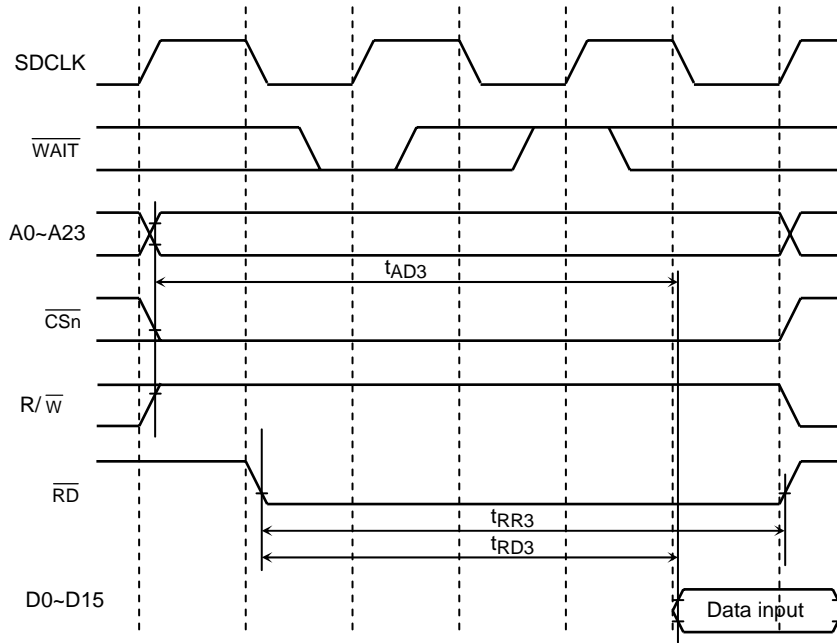 SDCLK
WAIT
A0~A23
tAD3
CSn
R/ W
RD
tRR3
tRD3
D0~D15
Data input